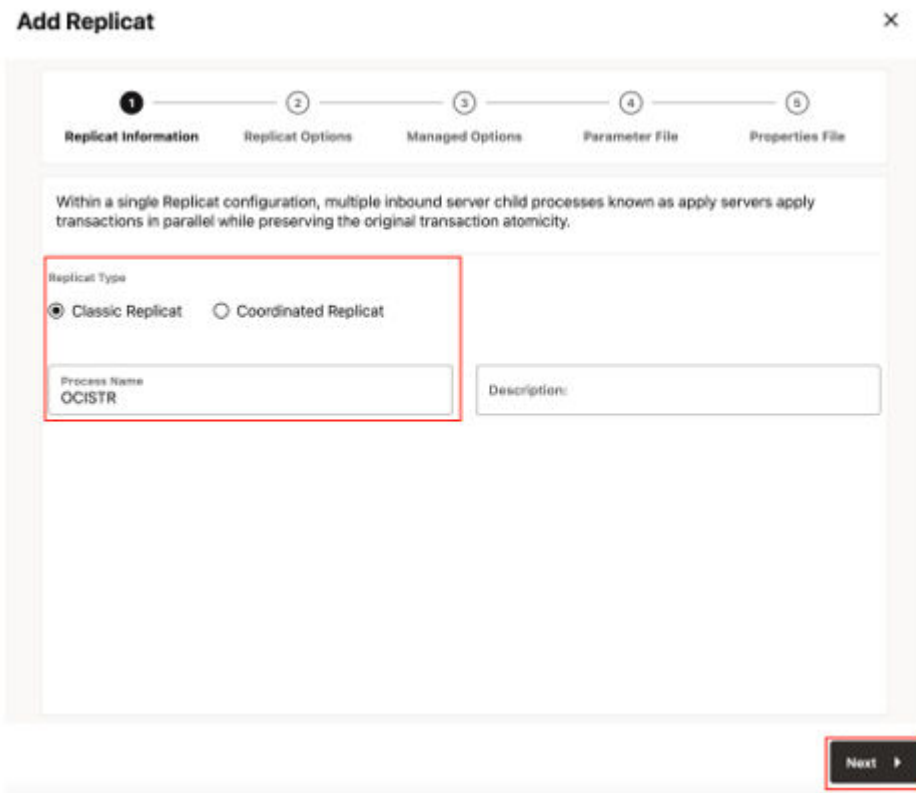 Add Replicat
1 2 3 4 5
Replicat Information Replicat Options Managed Options Parameter File Properties File
Within a single Replicat configuration, multiple inbound server child processes known as apply servers apply
transactions in parallel while preserving the original transaction atomicity.
Replicat Type
Classic Replicat Coordinated Replicat
Process Name
OCISTR
Description:
Next